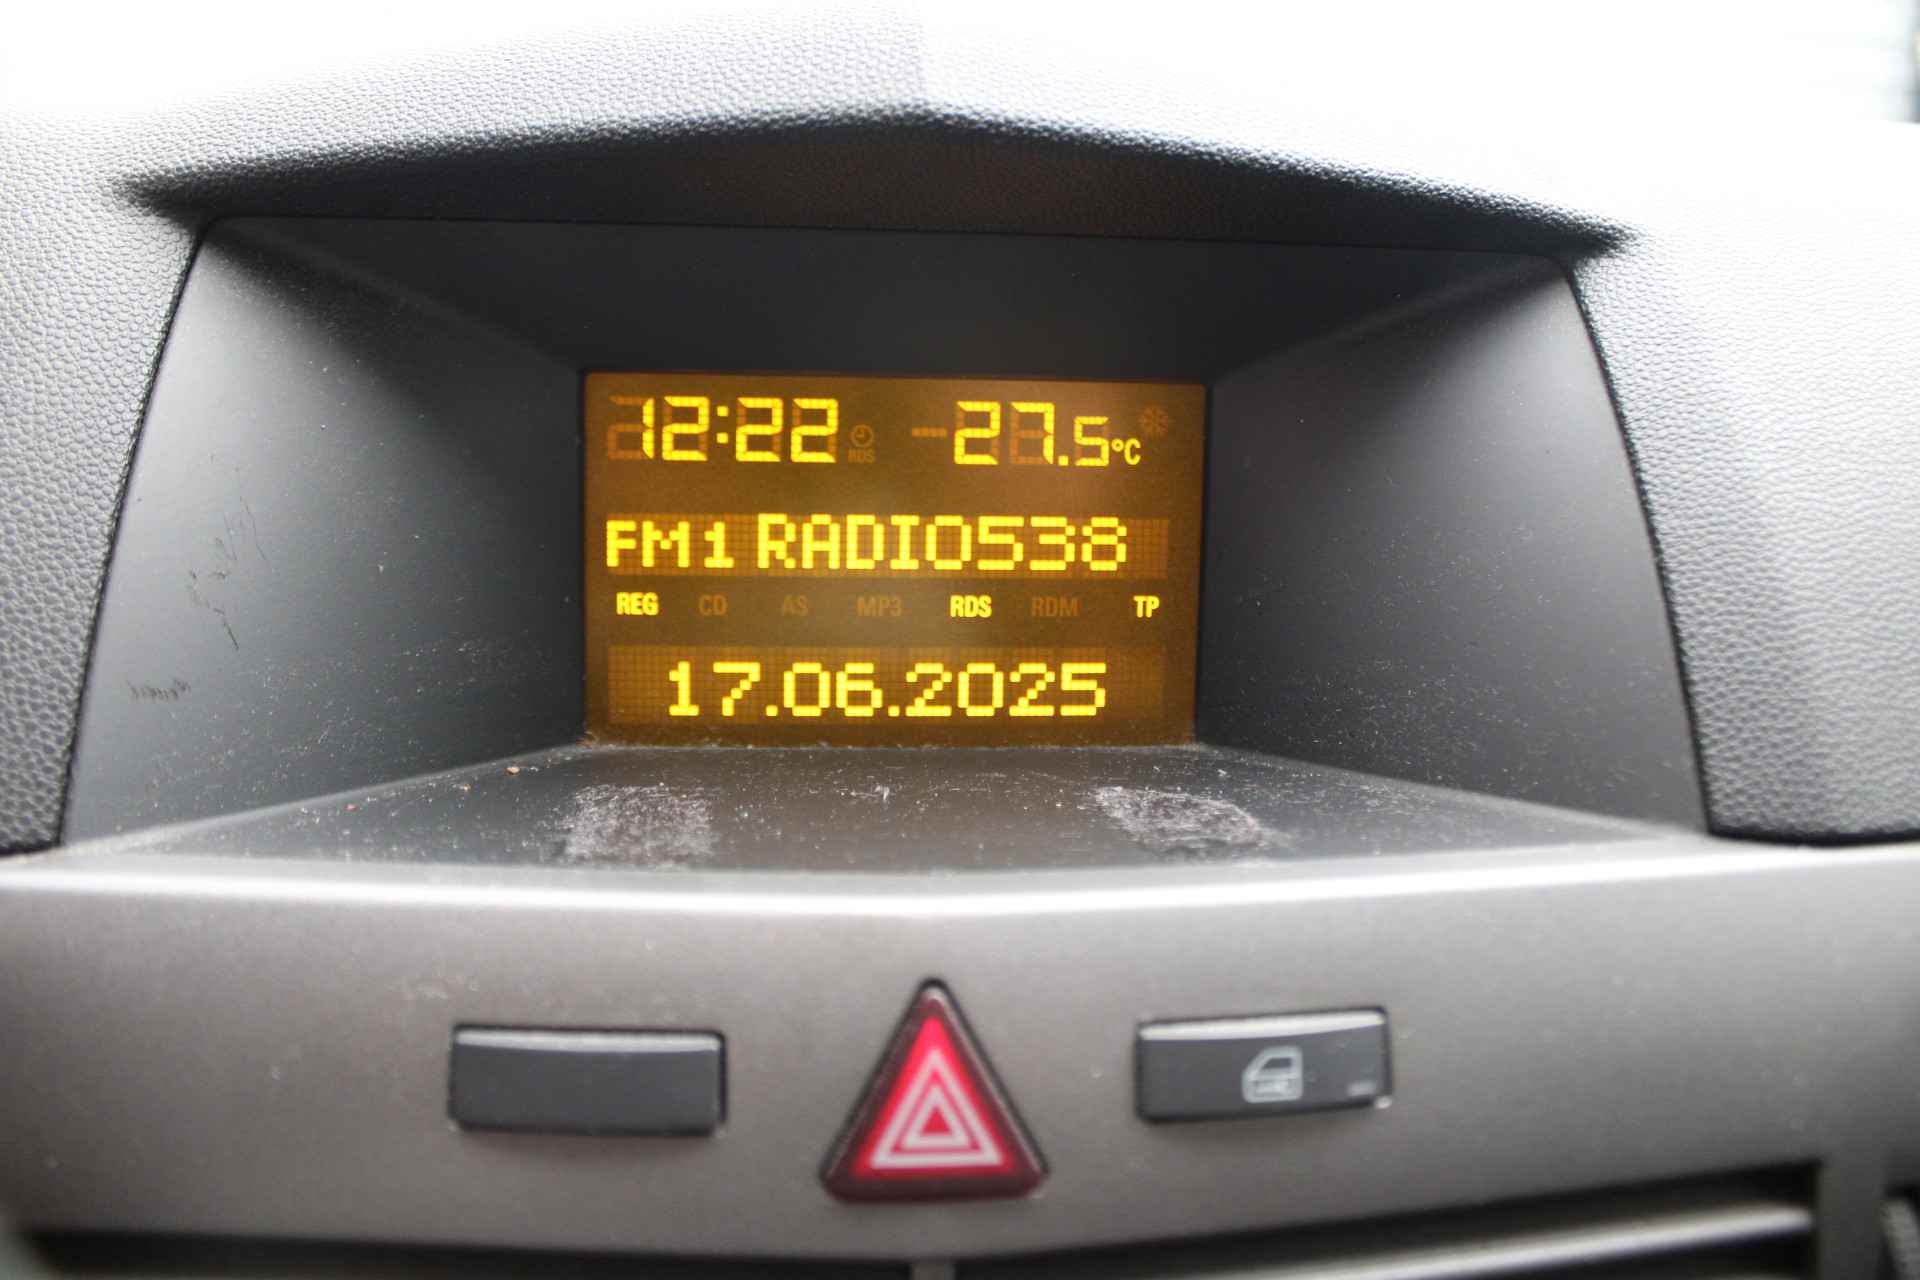 12:22 RDS 27.5°C
FM1 RADIO538
REG CD AS MP3 RDS RDM TP
17.06.2025